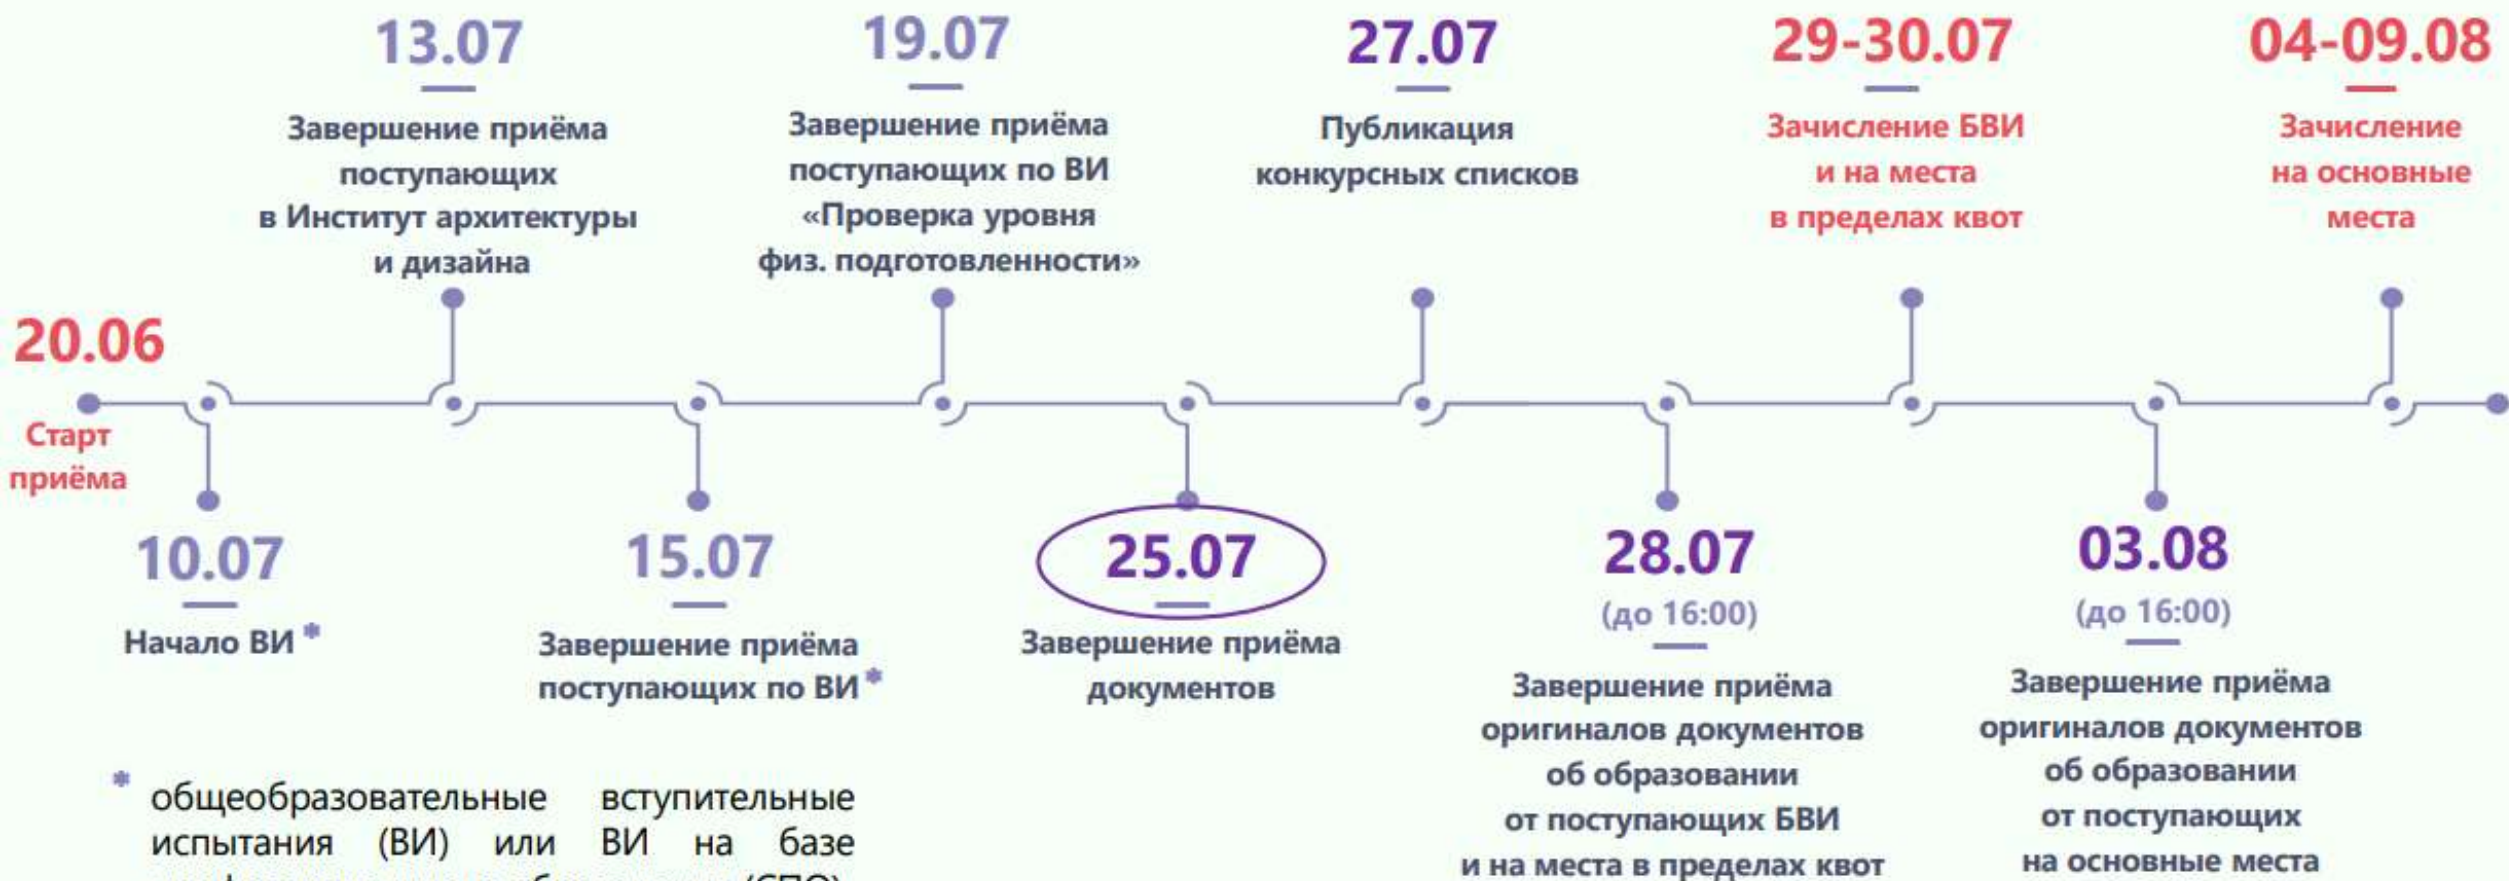 13.07
Завершение приёма
поступающих
в Институт архитектуры
и дизайна
19.07
Завершение приёма
поступающих по ВИ
«Проверка уровня
физ. подготовленности»
27.07
Публикация
конкурсных списков
29-30.07
Зачисление БВИ
и на места
в пределах квот
04-09.08
Зачисление
на основные
места
20.06
Старт
приёма
10.07
Начало ВИ *
15.07
Завершение приёма
поступающих по ВИ *
25.07
Завершение приёма
документов
28.07
(до 16:00)
Завершение приёма
оригиналов документов
об образовании
от поступающих БВИ
и на места в пределах квот
03.08
(до 16:00)
Завершение приёма
оригиналов документов
об образовании
от поступающих
на основные места
* общеобразовательные вступительные
испытания (ВИ) или ВИ на базе
(СПО)